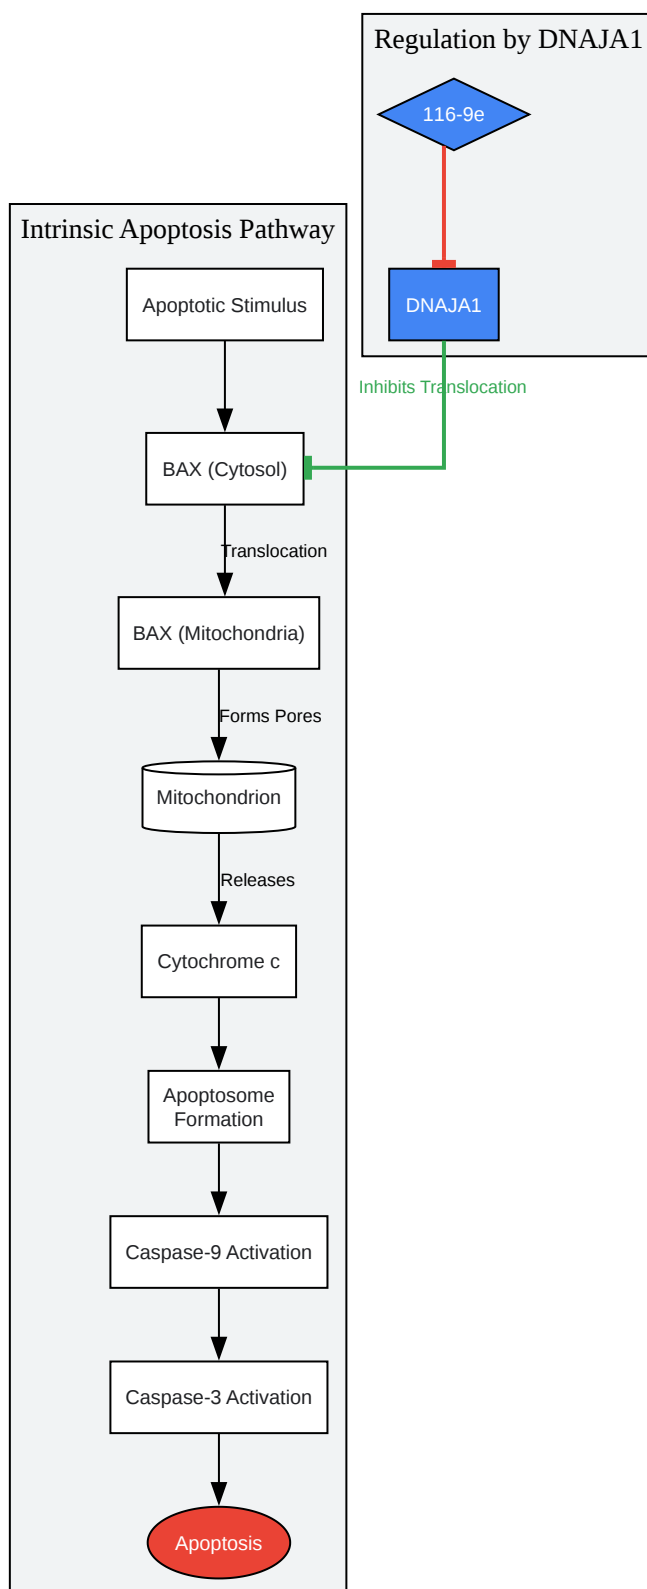 Regulation by DNAJA1
116-9e
DNAJA1
Inhibits Translocation
Intrinsic Apoptosis Pathway
Apoptotic Stimulus
BAX (Cytosol)
Translocation
BAX (Mitochondria)
Forms Pores
Mitochondrion
Releases
Cytochrome c
Apoptosome
Formation
Caspase-9 Activation
Caspase-3 Activation
Apoptosis